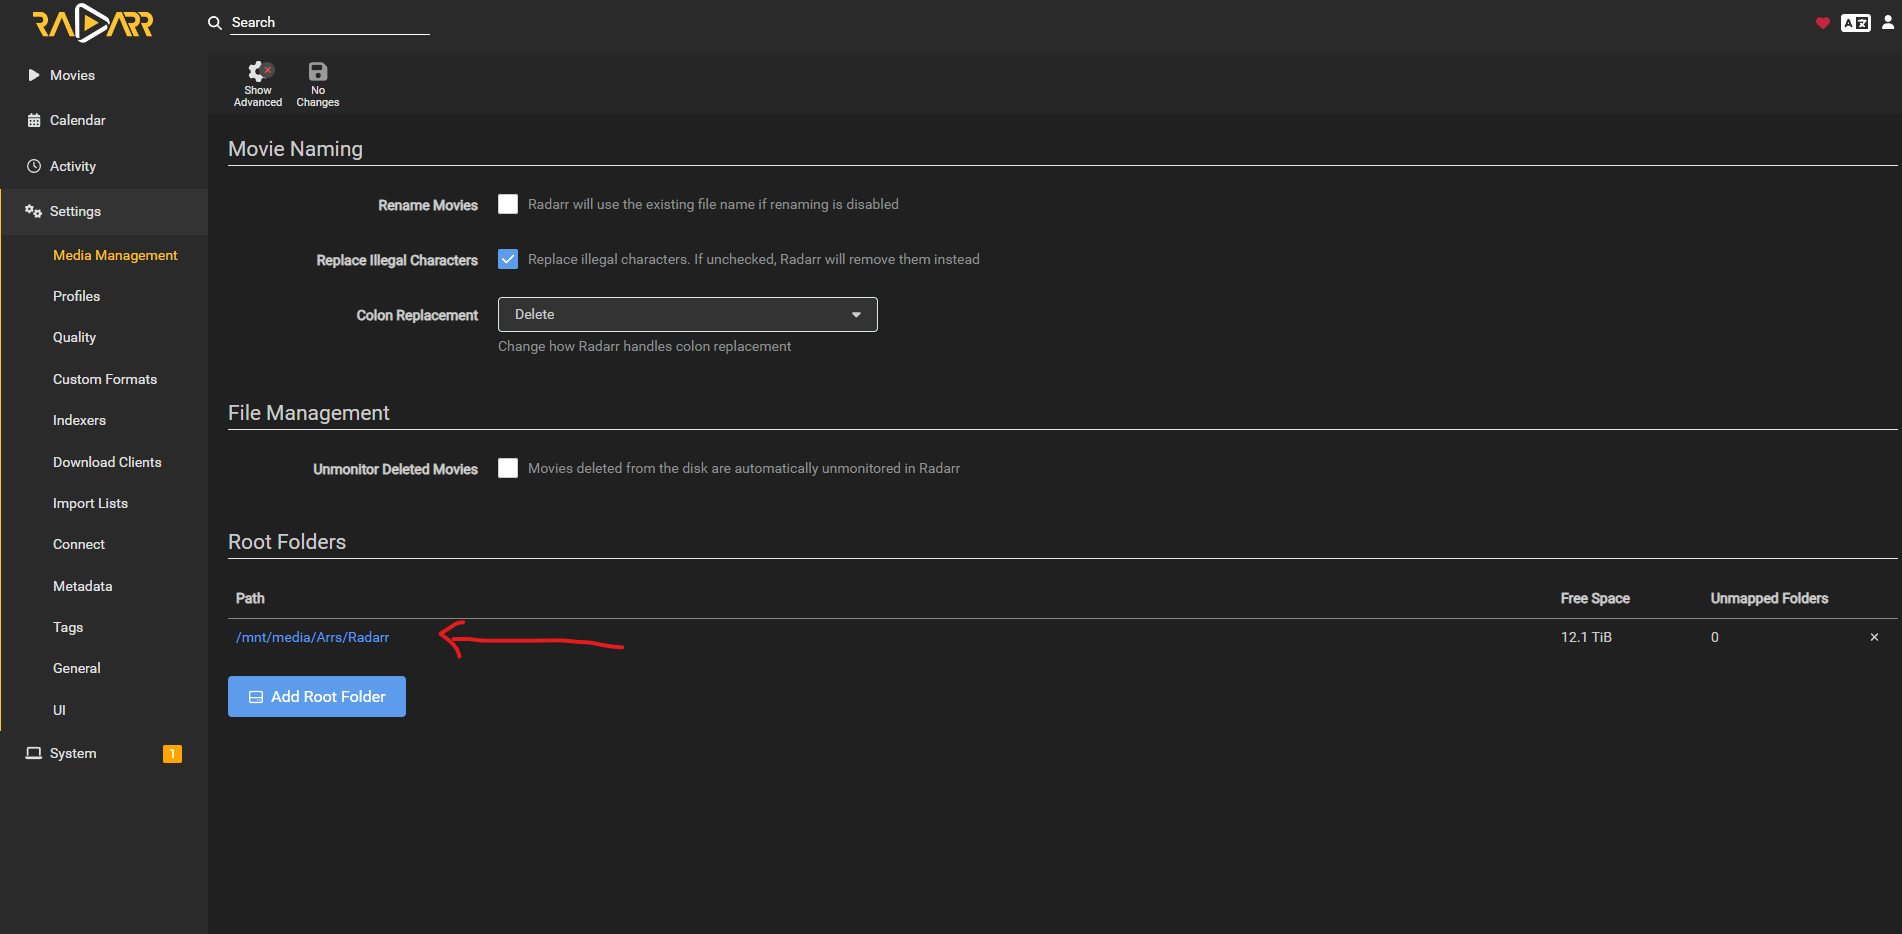 RADARR
Search
Movies
Calendar
Activity
Settings
Media Management
Profiles
Quality
Custom Formats
Indexers
Download Clients
Import Lists
Connect
Metadata
Tags
General
UI
System
1
Show
Advanced
No
Changes
Movie Naming
Rename Movies
Radarr will use the existing file name if renaming is disabled
Replace Illegal Characters
Replace illegal characters. If unchecked, Radarr will remove them instead
Colon Replacement
Delete
Change how Radarr handles colon replacement
File Management
Unmonitor Deleted Movies
Movies deleted from the disk are automatically unmonitored in Radarr
Root Folders
Path Free Space Unmapped Folders
/mnt/media/Arrs/Radarr 12.1 TiB 0
Add Root Folder